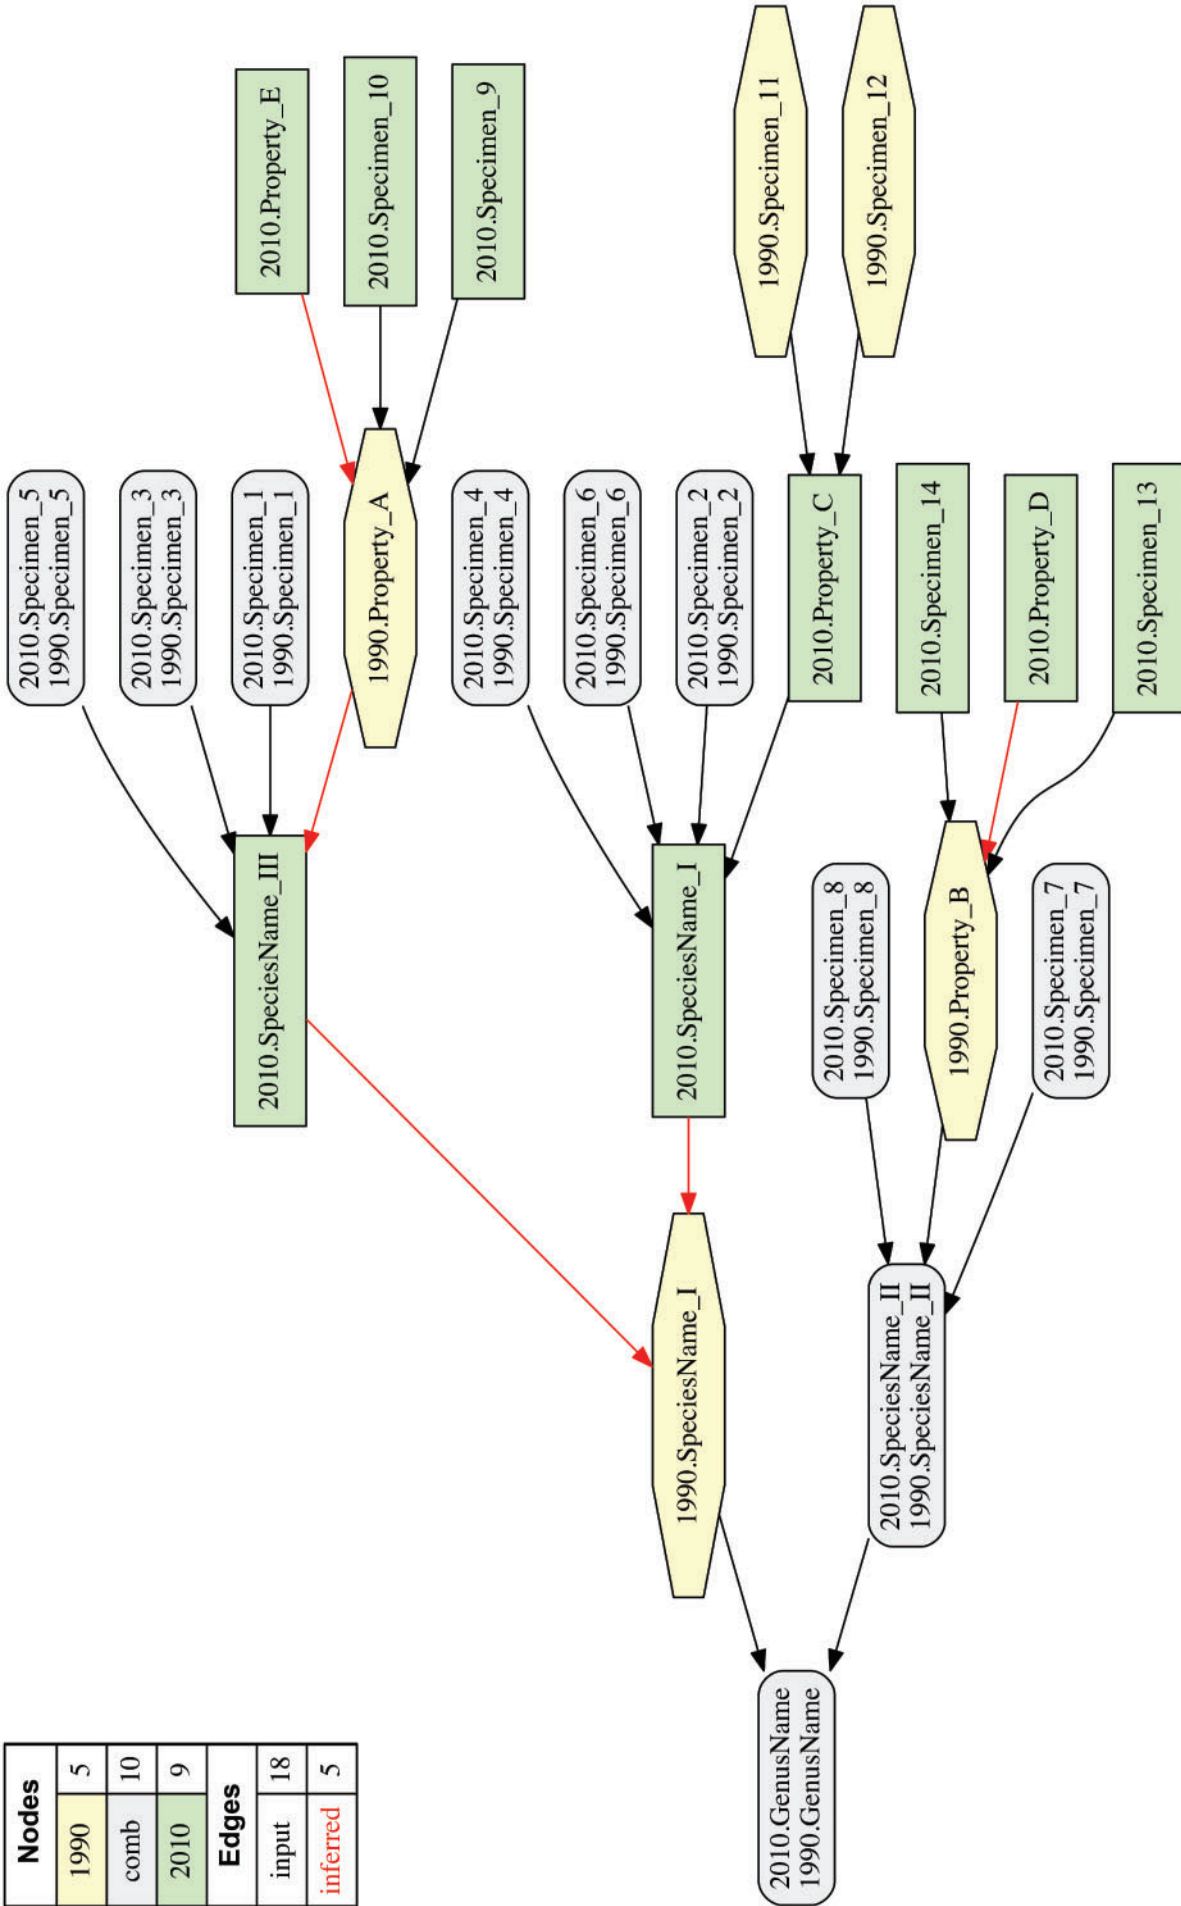 2010.Property_E
2010.Specimen_10
2010.Specimen_9
1990.Specimen_11
1990.Specimen_12
2010.Specimen_5
1990.Specimen_5
2010.Specimen_3
1990.Specimen_3
2010.Specimen_1
1990.Specimen_1
1990.Property_A
2010.Specimen_4
1990.Specimen_4
2010.Specimen_6
1990.Specimen_6
2010.Specimen_2
1990.Specimen_2
2010.Property_C
2010.Specimen_14
2010.Property_D
2010.Specimen_13
2010.SpeciesName_III
2010.SpeciesName_I
2010.Specimen_8
1990.Specimen_8
1990.Property_B
2010.Specimen_7
1990.Specimen_7
1990.SpeciesName_I
2010.SpeciesName_II
1990.SpeciesName_II
2010.GenusName
1990.GenusName
Nodes
1990 5
comb 10
2010 9
Edges
input 18
inferred 5